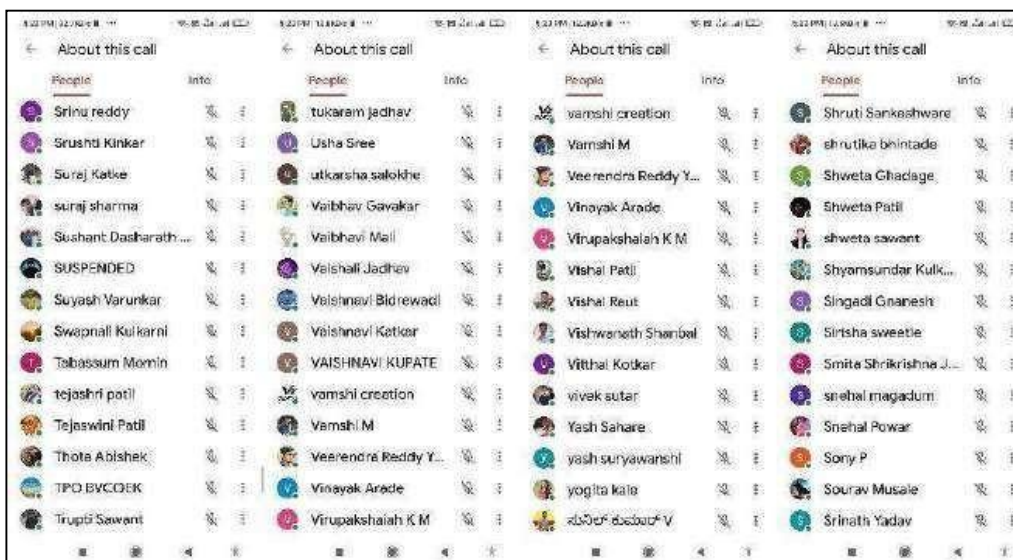 About this call
People Info
Srinu reddy
Srushti Kinker
Suraj Katke
suraj sharma
Sushant Dasharath ...
SUSPENDED
Suyash Varunkar
Swapnali Kulkarni
Tabassum Momin
tejashri patil
Tejaswini Patil
Thota Abishek
TPO BVCOEK
Trupti Sawant
About this call
People Info
tukaram jadhav
Usha Sree
utkarsha salokhe
Vaibhav Gavakar
Vaibhavi Mali
Vaishali Jadhav
Vaishnavi Bidrewadi
Vaishnavi Katkar
VAISHNAVI KUPATE
vamshi creation
Vamshi M
Veerendra Reddy Y...
Vinayak Arade
Virupakshaiah K M
About this call
People Info
vamshi creation
Vamshi M
Veerendra Reddy Y...
Vinayak Arade
Virupakshaiah K M
Vishal Patil
Vishal Raut
Vishwanath Shanbal
Vitthal Kotkar
vivek sutar
Yash Sahare
yash suryawanshi
yogita kale
ಸುನಿಲ್ ಕುಮಾರ್ V
About this call
People Info
Shruti Sankeshware
shrutika bhintade
Shweta Ghadage
Shweta Patil
shweta sawant
Shyamsundar Kulk...
Singadi Gnanesh
Sirisha sweetie
Smita Shrikrishna J...
snehal magadum
Snehal Powar
Sony P
Sourav Musale
Srinath Yadav